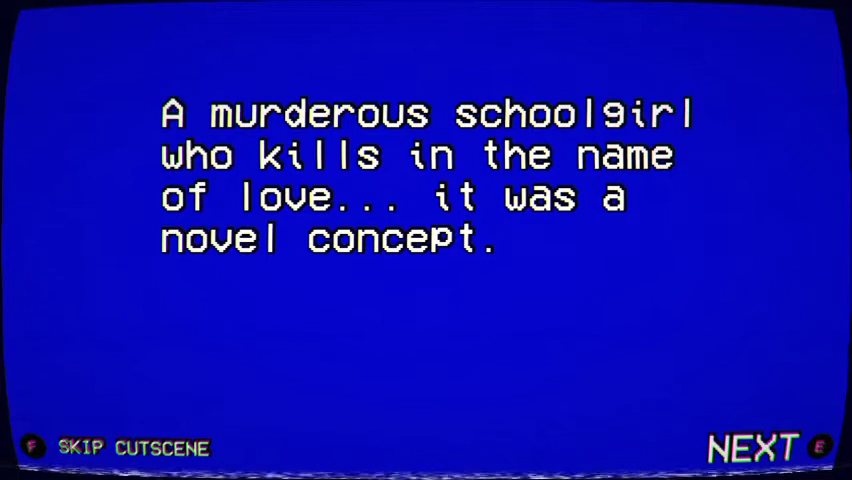 A murderous schoolgirl
who kills in the name
of love... it was a
novel concept.
F SKIP CUTSCENE
NEXT E